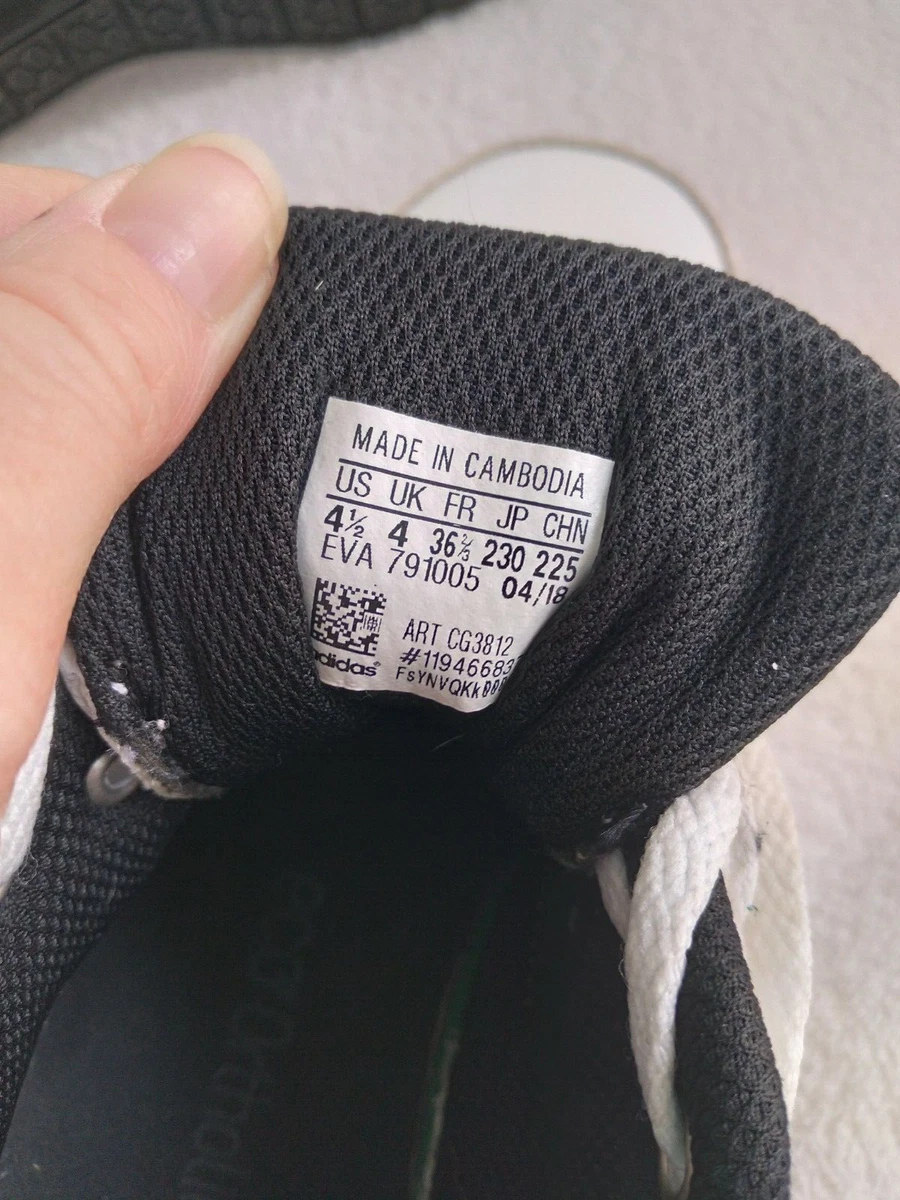 MADE IN CAMBODIA
US UK FR JP CHN
4½ 4 36⅔ 230 225
EVA 791005 04/18
ART CG3812
#11946683
adidas®